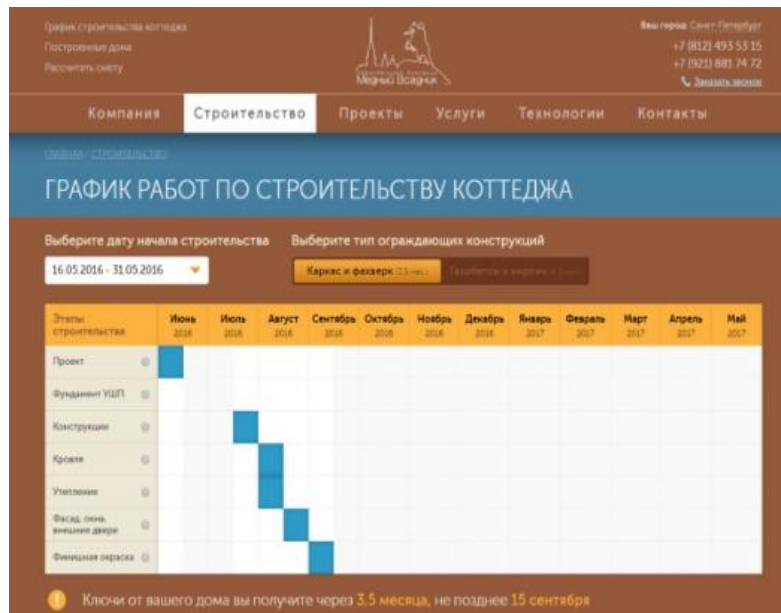 График строительства коттеджа
Построенные дома
Рассчитать смету
Медный Всадник
Ваш город: Санкт-Петербург
+7 (812) 493 53 15
+7 (921) 881 74 72
Заказать звонок
Компания Строительство Проекты Услуги Технологии Контакты
ГЛАВНАЯ / СТРОИТЕЛЬСТВО
ГРАФИК РАБОТ ПО СТРОИТЕЛЬСТВУ КОТТЕДЖА
Выберите дату начала строительства Выберите тип ограждающих конструкций
16.05.2016 - 31.05.2016 Каркас и фахверк (3,5 мес.) Газобетон и кирпич
Этапы строительства Июнь 2016 Июль 2016 Август 2016 Сентябрь 2016 Октябрь 2016 Ноябрь 2016 Декабрь 2016 Январь 2017 Февраль 2017 Март 2017 Апрель 2017 Май 2017
Проект
Фундамент УШП
Конструкции
Кровля
Утепление
Фасад, окна,
внешние двери
Финишная окраска
Ключи от вашего дома вы получите через 3,5 месяца, не позднее 15 сентября